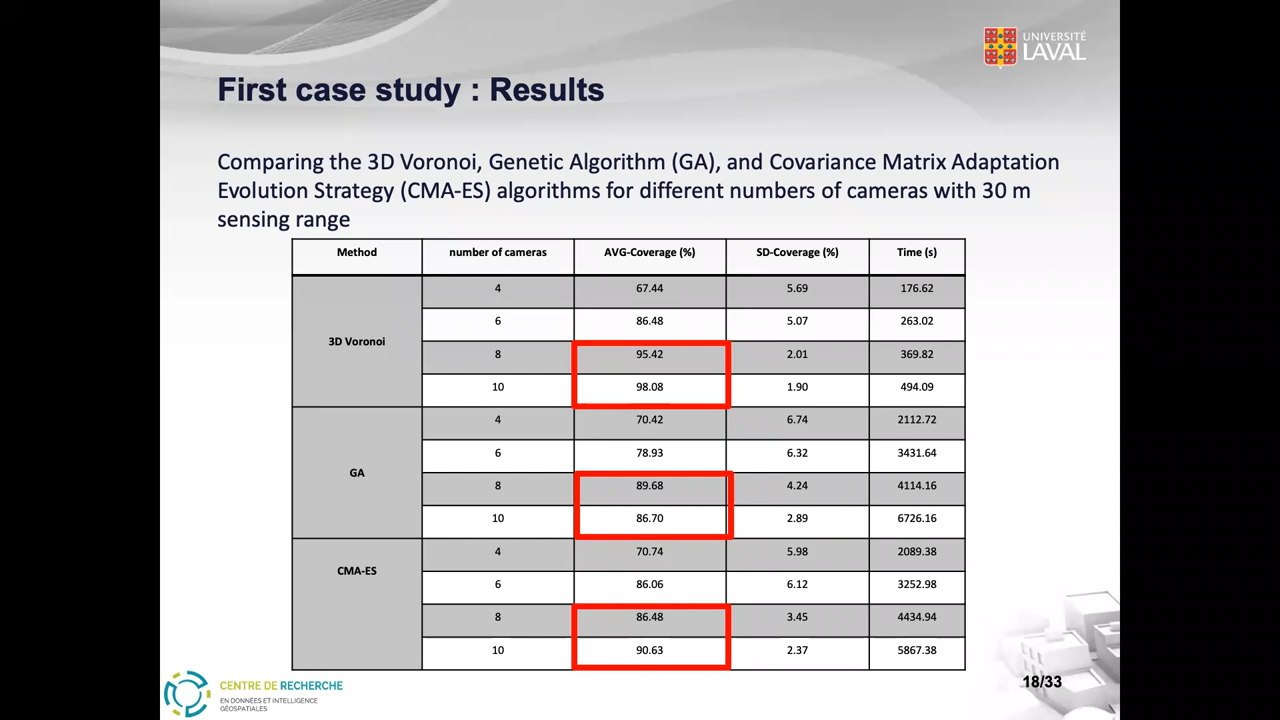 UNIVERSITÉ
LAVAL
First case study : Results
Comparing the 3D Voronoi, Genetic Algorithm (GA), and Covariance Matrix Adaptation
Evolution Strategy (CMA-ES) algorithms for different numbers of cameras with 30 m
sensing range
Method number of cameras AVG-Coverage (%) SD-Coverage (%) Time (s)
3D Voronoi
4 67.44 5.69 176.62
6 86.48 5.07 263.02
8 95.42 2.01 369.82
10 98.08 1.90 494.09
GA
4 70.42 6.74 2112.72
6 78.93 6.32 3431.64
8 89.68 4.24 4114.16
10 86.70 2.89 6726.16
CMA-ES
4 70.74 5.98 2089.38
6 86.06 6.12 3252.98
8 86.48 3.45 4434.94
10 90.63 2.37 5867.38
18/33
CENTRE DE RECHERCHE
EN DONNÉES ET INTELLIGENCE
GÉOSPATIALES